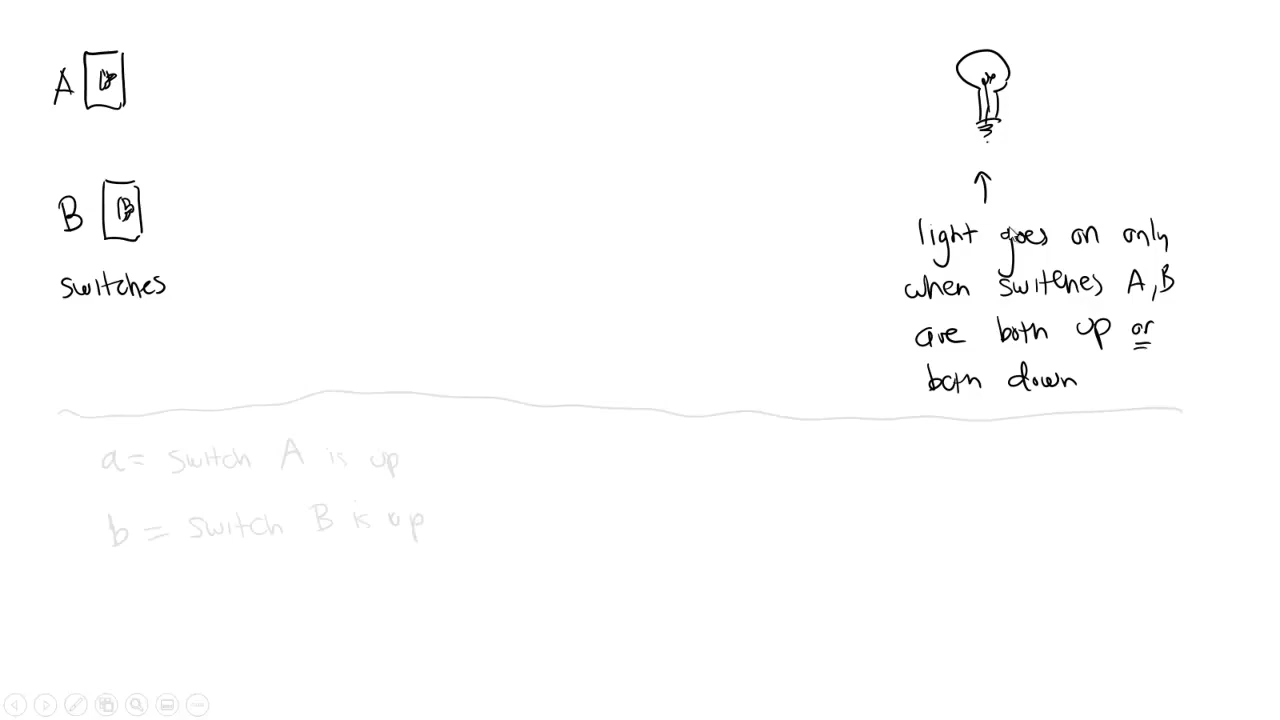 A
B
switches
light goes on only
when switches A, B
are both up or
both down
a = switch A is up
b = switch B is up